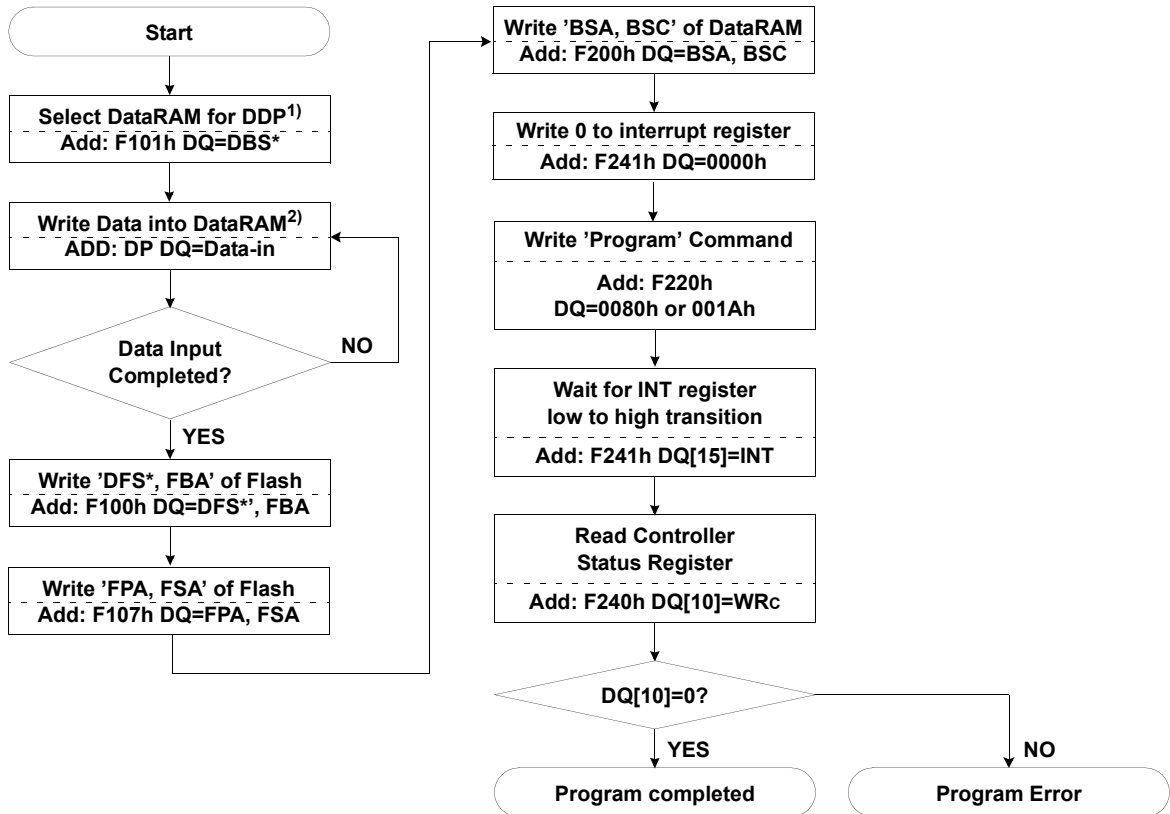 Start
Select DataRAM for DDP1)
Add: F101h DQ=DBS*
Write Data into DataRAM2)
ADD: DP DQ=Data-in
Data Input
Completed?
NO
YES
Write ’DFS*, FBA’ of Flash
Add: F100h DQ=DFS*’, FBA
Write ’FPA, FSA’ of Flash
Add: F107h DQ=FPA, FSA
Write ’BSA, BSC’ of DataRAM
Add: F200h DQ=BSA, BSC
Write 0 to interrupt register
Add: F241h DQ=0000h
Write ’Program’ Command
Add: F220h
DQ=0080h or 001Ah
Wait for INT register
low to high transition
Add: F241h DQ[15]=INT
Read Controller
Status Register
Add: F240h DQ[10]=WRc
DQ[10]=0?
YES
NO
Program completed
Program Error